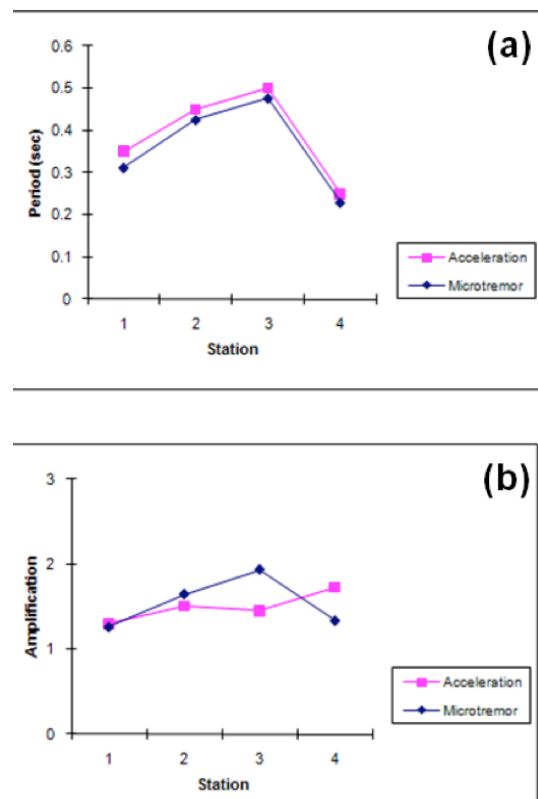 (a)
0.6
0.5
0.4
0.3
0.2
0.1
0
Period (sec)
1 2 3 4
Station
Acceleration
Microtremor
(b)
3
2
1
0
Amplification
1 2 3 4
Station
Acceleration
Microtremor